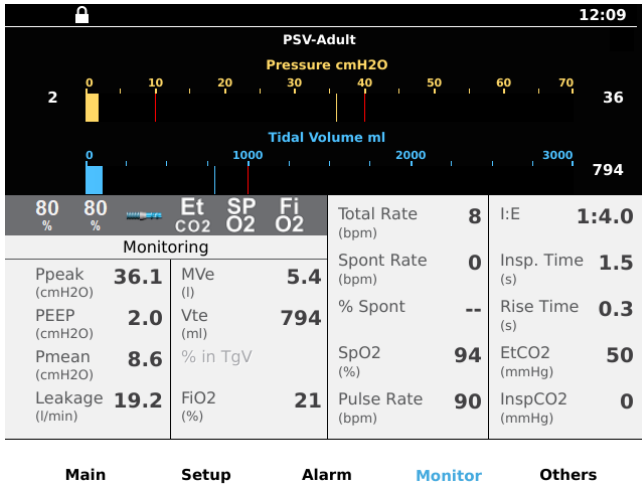 12:09
PSV-Adult
Pressure cmH2O
0 10 20 30 40 50 60 70
2 36
Tidal Volume ml
0 1000 2000 3000
794
80 % 80 % Et CO2 SP O2 Fi O2
Monitoring
Ppeak (cmH2O) 36.1
PEEP (cmH2O) 2.0
Pmean (cmH2O) 8.6
Leakage (l/min) 19.2
MVe (l) 5.4
Vte (ml) 794
% in TgV
FiO2 (%) 21
Total Rate (bpm) 8
Spont Rate (bpm) 0
% Spont --
SpO2 (%) 94
Pulse Rate (bpm) 90
I:E 1:4.0
Insp. Time (s) 1.5
Rise Time (s) 0.3
EtCO2 (mmHg) 50
InspCO2 (mmHg) 0
Main Setup Alarm Monitor Others